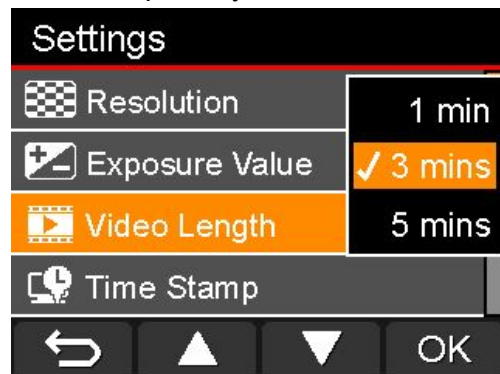 Settings
Resolution
Exposure Value
Video Length
Time Stamp
1 min
3 mins
5 mins
OK